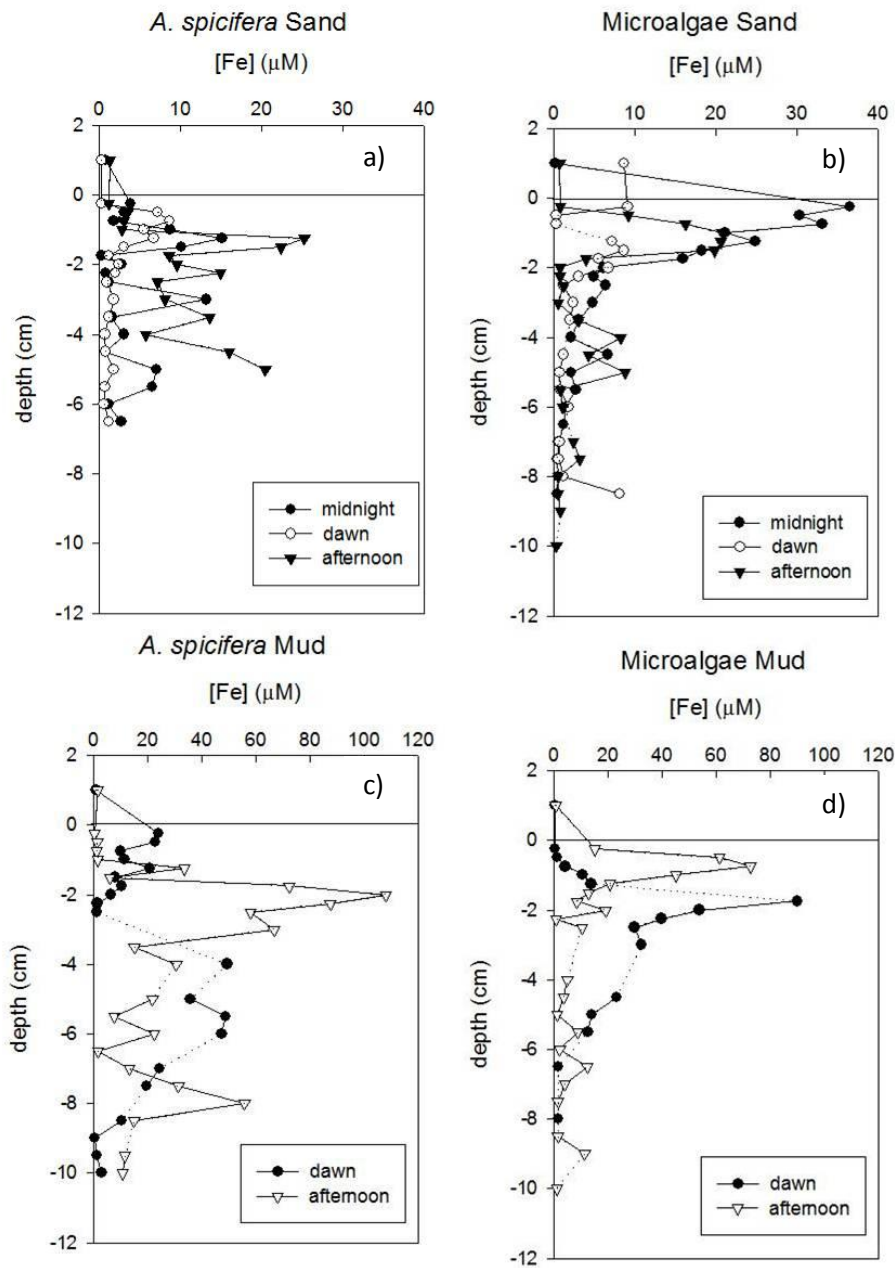 A. spicifera Sand
[Fe] (μM)
0 10 20 30 40
2
0
-2
-4
-6
-8
-10
-12
depth (cm)
a)
midnight
dawn
afternoon
Microalgae Sand
[Fe] (μM)
0 10 20 30 40
2
0
-2
-4
-6
-8
-10
-12
depth (cm)
b)
midnight
dawn
afternoon
A. spicifera Mud
[Fe] (μM)
0 20 40 60 80 100 120
2
0
-2
-4
-6
-8
-10
-12
depth (cm)
c)
dawn
afternoon
Microalgae Mud
[Fe] (μM)
0 20 40 60 80 100 120
2
0
-2
-4
-6
-8
-10
-12
depth (cm)
d)
dawn
afternoon